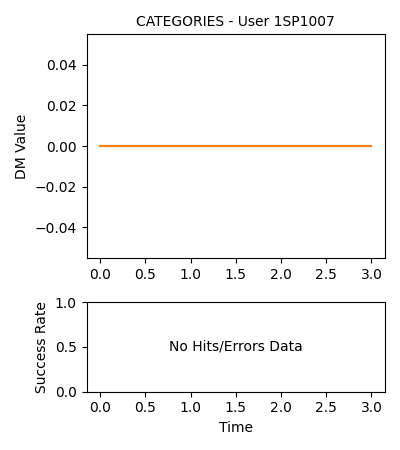 CATEGORIES - User 1SP1007
DM Value
0.04
0.02
0.00
−0.02
−0.04
0.0 0.5 1.0 1.5 2.0 2.5 3.0
Success Rate
1.0
0.5
0.0
No Hits/Errors Data
0.0 0.5 1.0 1.5 2.0 2.5 3.0
Time